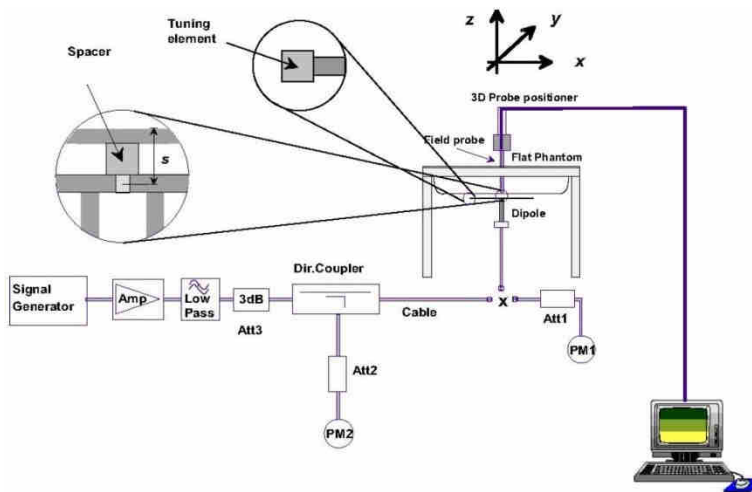 Tuning
element
Spacer
s
z
y
x
3D Probe positioner
Field probe
Flat Phantom
Dipole
Dir.Coupler
Signal
Generator
Amp
Low
Pass
3dB
Att3
Cable
x
Att1
PM1
Att2
PM2